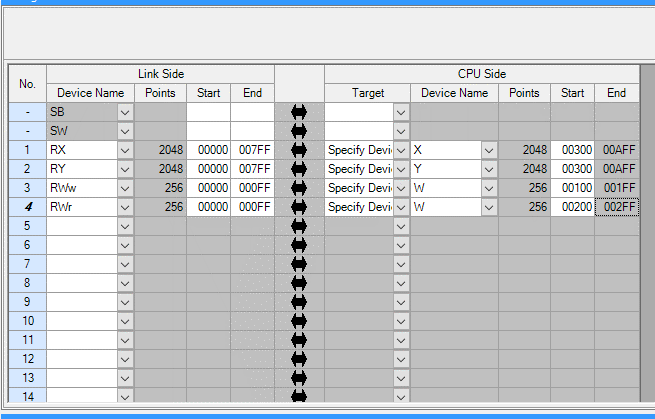 No. Link Side CPU Side
Device Name Points Start End Target Device Name Points Start End
- SB
- SW
1 RX 2048 00000 007FF Specify Devi X 2048 00300 00AFF
2 RY 2048 00000 007FF Specify Devi Y 2048 00300 00AFF
3 RWw 256 00000 000FF Specify Devi W 256 00100 001FF
4 RWr 256 00000 000FF Specify Devi W 256 00200 002FF
5
6
7
8
9
10
11
12
13
14